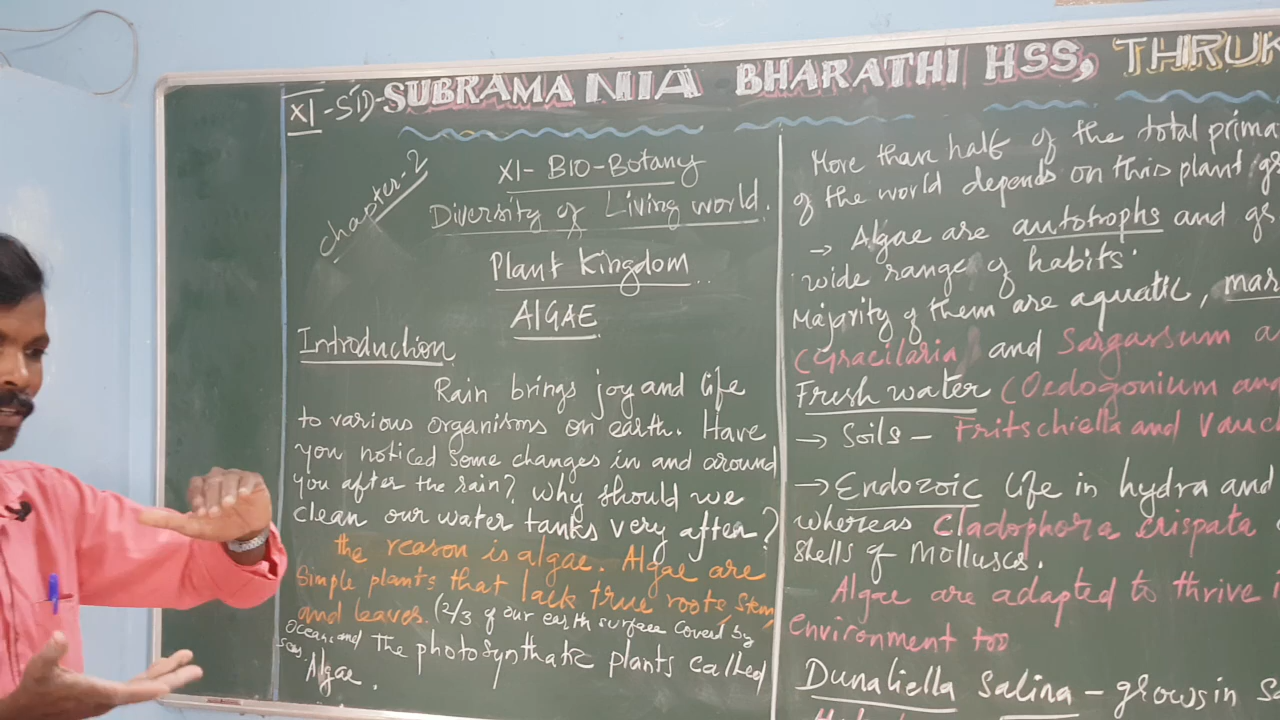 XI-STD-SUBRAMANIA BHARATHI HSS, THRUK
Chapter-2
XI-BIO-Botany
Diversity of Living world.
Plant Kingdom
AlGAE
Introduction
Rain brings joy and life
to various organisms on earth. Have
you noticed some changes in and around
you after the rain? Why should we
clean our water tanks very aften?
the reason is algae. Algae are
Simple plants that lack true roots, stem,
and leaves. (2/3 of our earth surface covered by
Oceans and
seas.
The photosynthatic plants called
Algae.
More than half of the total prima
of the world depends on this plant
→ Algae are autotrophs and
wide range of habits.
Majority of them are aquatic, mar
(Gracilaria) and Sargassum a
Fresh water (Oedogonium and
→ Soils - Fritschiella and Vauc
→ Endozoic life in hydra and
whereas Cladophora crispata
shells of Molluscs.
Algae are adapted to thrive i
environment too
Dunaliella salina - grows in Sa